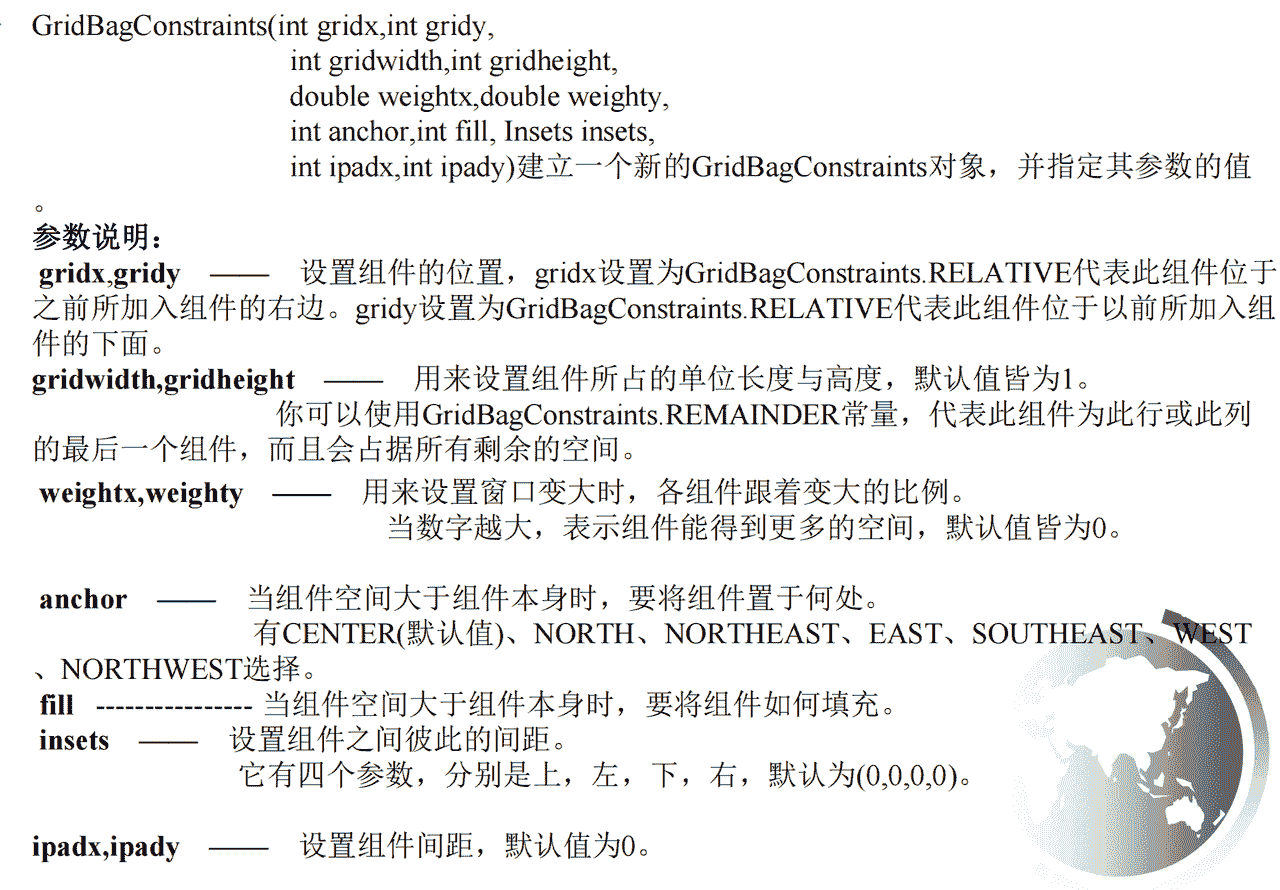 GridBagConstraints(int gridx,int gridy,
int gridwidth,int gridheight,
double weightx,double weighty,
int anchor,int fill, Insets insets,
int ipadx,int ipady)建立一个新的GridBagConstraints对象，并指定其参数的值
。
参数说明：
gridx,gridy —— 设置组件的位置，gridx设置为GridBagConstraints.RELATIVE代表此组件位于
之前所加入组件的右边。gridy设置为GridBagConstraints.RELATIVE代表此组件位于以前所加入组
件的下面。
gridwidth,gridheight —— 用来设置组件所占的单位长度与高度，默认值皆为1。
你可以使用GridBagConstraints.REMAINDER常量，代表此组件为此行或此列
的最后一个组件，而且会占据所有剩余的空间。
weightx,weighty —— 用来设置窗口变大时，各组件跟着变大的比例。
当数字越大，表示组件能得到更多的空间，默认值皆为0。
anchor —— 当组件空间大于组件本身时，要将组件置于何处。
有CENTER(默认值)、NORTH、NORTHEAST、EAST、SOUTHEAST、WEST
、NORTHWEST选择。
fill ---------------- 当组件空间大于组件本身时，要将组件如何填充。
insets —— 设置组件之间彼此的间距。
它有四个参数，分别是上，左，下，右，默认为(0,0,0,0)。
ipadx,ipady —— 设置组件间距，默认值为0。